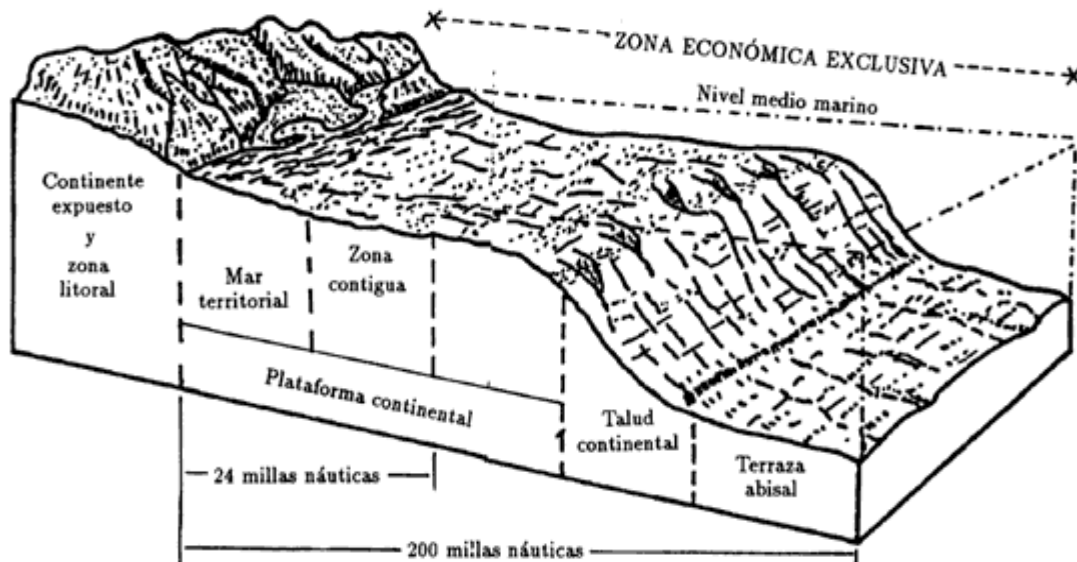 ZONA ECONÓMICA EXCLUSIVA
Nivel medio marino
Continente
expuesto
y
zona
litoral
Mar
territorial
Zona
contigua
Plataforma continental
Talud
continental
Terraza
abisal
24 millas náuticas
200 millas náuticas